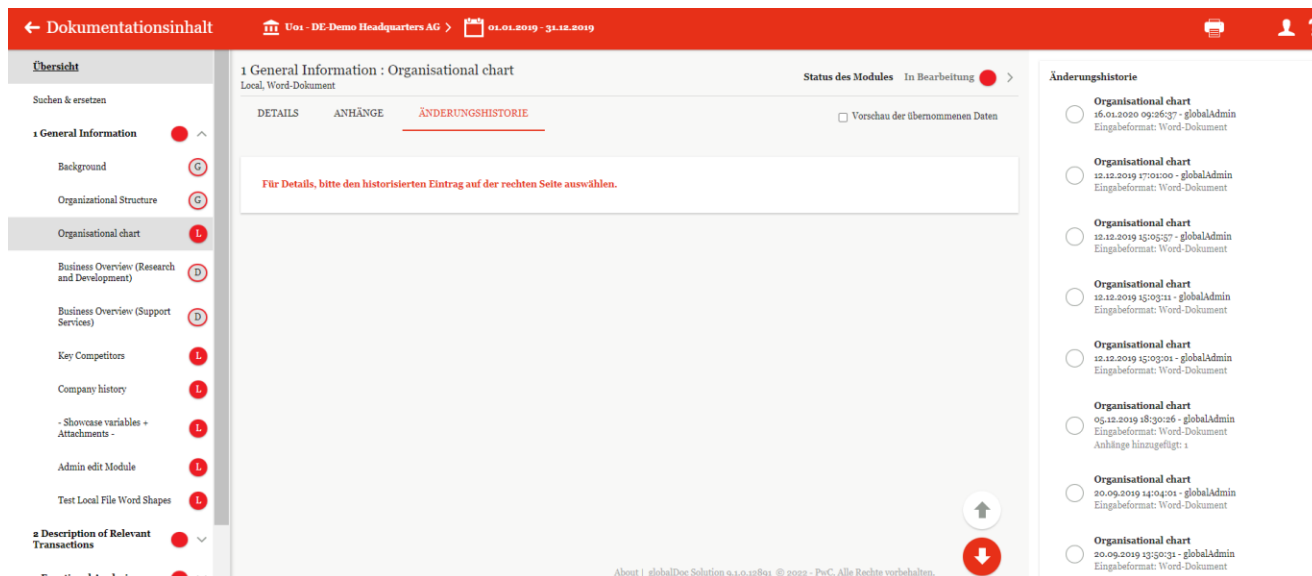 ← Dokumentationsinhalt
U01 - DE-Demo Headquarters AG > 01.01.2019 - 31.12.2019
Übersicht
Suchen & ersetzen
1 General Information
Background G
Organizational Structure G
Organisational chart L
Business Overview (Research
and Development) D
Business Overview (Support
Services) D
Key Competitors L
Company history L
- Showcase variables +
Attachments - L
Admin edit Module L
Test Local File Word Shapes L
2 Description of Relevant
Transactions
1 General Information : Organisational chart
Local, Word-Dokument
Status des Modules In Bearbeitung >
DETAILS ANHÄNGE ÄNDERUNGSHISTORIE
Vorschau der übernommenen Daten
Für Details, bitte den historisierten Eintrag auf der rechten Seite auswählen.
About | globalDoc Solution 9.1.0.12891 © 2022 - PwC. Alle Rechte vorbehalten.
Änderungshistorie
Organisational chart
16.01.2020 09:26:37 - globalAdmin
Eingabeformat: Word-Dokument
Organisational chart
12.12.2019 17:01:00 - globalAdmin
Eingabeformat: Word-Dokument
Organisational chart
12.12.2019 15:05:57 - globalAdmin
Eingabeformat: Word-Dokument
Organisational chart
12.12.2019 15:03:11 - globalAdmin
Eingabeformat: Word-Dokument
Organisational chart
12.12.2019 15:03:01 - globalAdmin
Eingabeformat: Word-Dokument
Organisational chart
05.12.2019 18:30:26 - globalAdmin
Eingabeformat: Word-Dokument
Anhänge hinzugefügt: 1
Organisational chart
20.09.2019 14:04:01 - globalAdmin
Eingabeformat: Word-Dokument
Organisational chart
20.09.2019 13:50:31 - globalAdmin
Eingabeformat: Word-Dokument